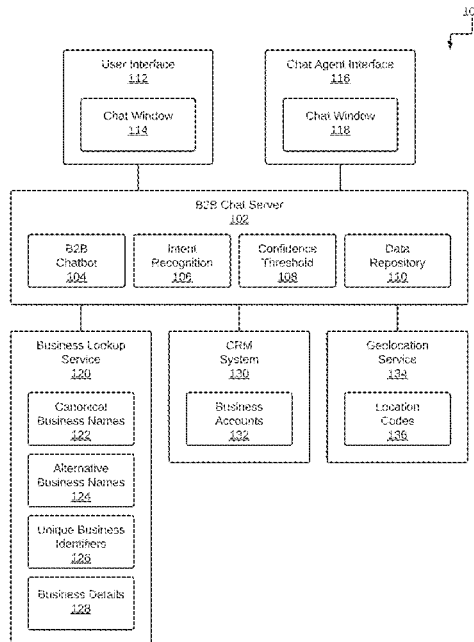 10
User Interface
112
Chat Window
114
Chat Agent Interface
116
Chat Window
118
B2B Chat Server
102
B2B
Chatbot
104
Intent
Recognition
106
Confidence
Threshold
108
Data
Repository
110
Business Lookup
Service
120
Canonical
Business Names
122
Alternative
Business Names
124
Unique Business
Identifiers
126
Business Details
128
CRM
System
130
Business
Accounts
132
Geolocation
Service
134
Location
Codes
136